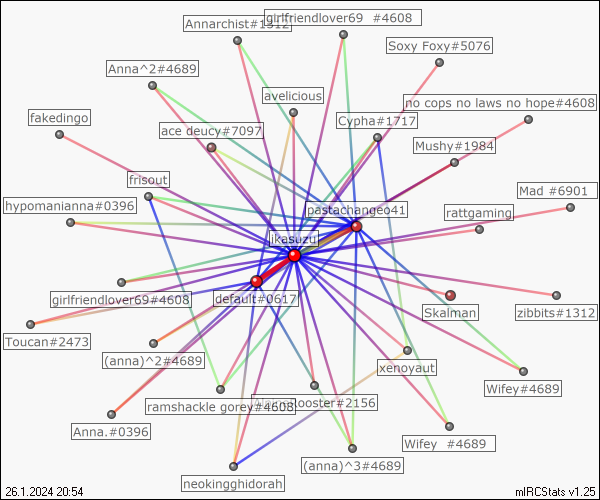 Annarchist#1312
girlfriendlover69 #4608
Soxy Foxy#5076
Anna^2#4689
avelicious
no cops no laws no hope#4608
fakedingo
ace deucy#7097
Cypha#1717
Mushy#1984
frisout
Mad #6901
hypomanianna#0396
pastachangeo41
rattgaming
ikasuzu
girlfriendlover69#4608
default#0617
Skalman
zibbits#1312
Toucan#2473
(anna)^2#4689
xenoyaut
Wifey#4689
ramshackle gorey#4608
ooster#2156
Anna.#0396
Wifey #4689
(anna)^3#4689
neokingghidorah
26.1.2024 20:54
mIRCStats v1.25